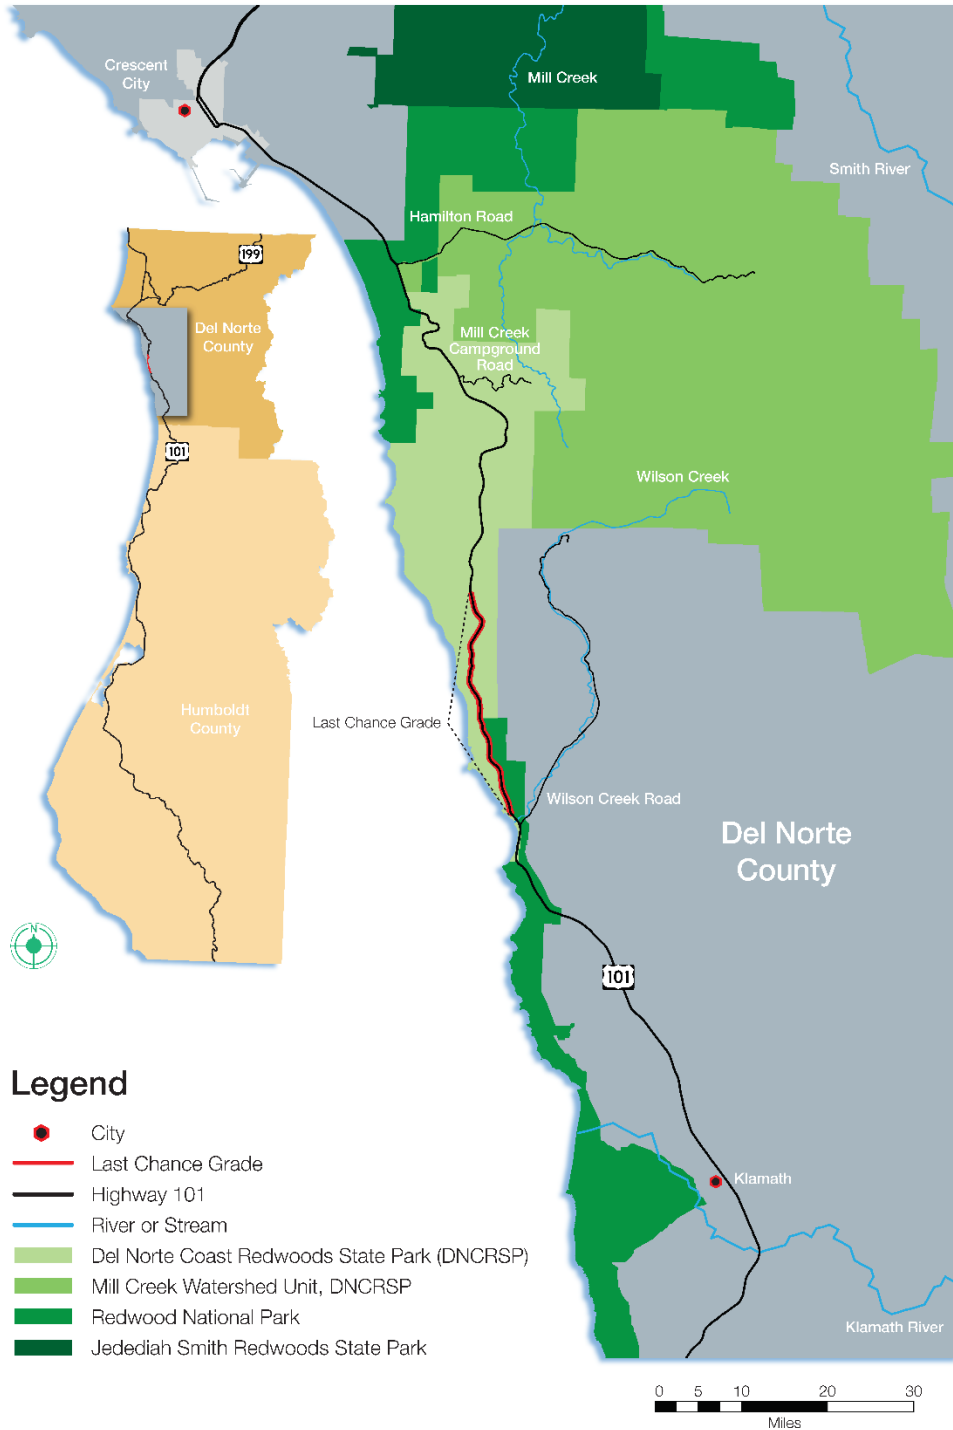 Crescent
City
Mill Creek
Smith River
Hamilton Road
199
Del Norte
County
Mill Creek
Campground
Road
101
Wilson Creek
Humboldt
County
Last Chance Grade
Wilson Creek Road
Del Norte
County
N
101
Klamath
Klamath River
Legend
City
Last Chance Grade
Highway 101
River or Stream
Del Norte Coast Redwoods State Park (DNCRSP)
Mill Creek Watershed Unit, DNCRSP
Redwood National Park
Jedediah Smith Redwoods State Park
0 5 10 20 30
Miles